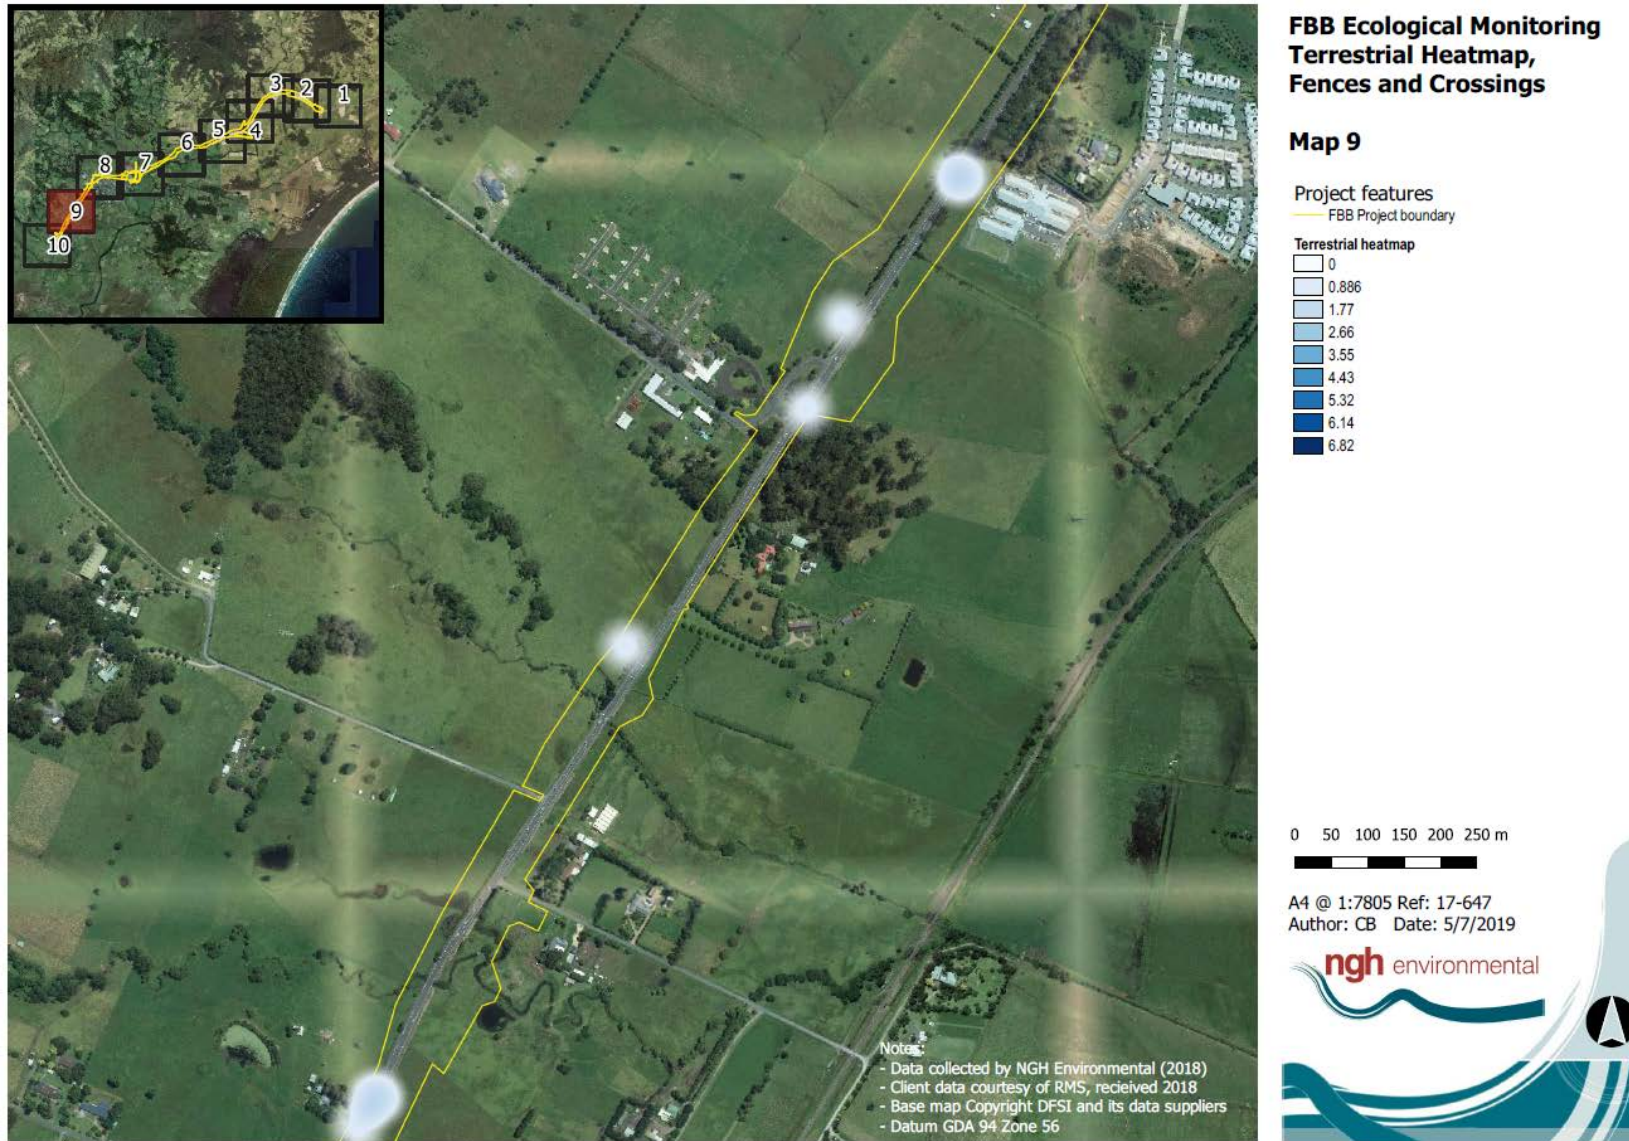 FBB Ecological Monitoring
Terrestrial Heatmap,
Fences and Crossings
Map 9
Project features
FBB Project boundary
Terrestrial heatmap
0
0.886
1.77
2.66
3.55
4.43
5.32
6.14
6.82
1
2
3
4
5
6
7
8
9
10
0 50 100 150 200 250 m
A4 @ 1:7805 Ref: 17-647
Author: CB Date: 5/7/2019
ngh environmental
Notes:
- Data collected by NGH Environmental (2018)
- Client data courtesy of RMS, recieived 2018
- Base map Copyright DFSI and its data suppliers
- Datum GDA 94 Zone 56